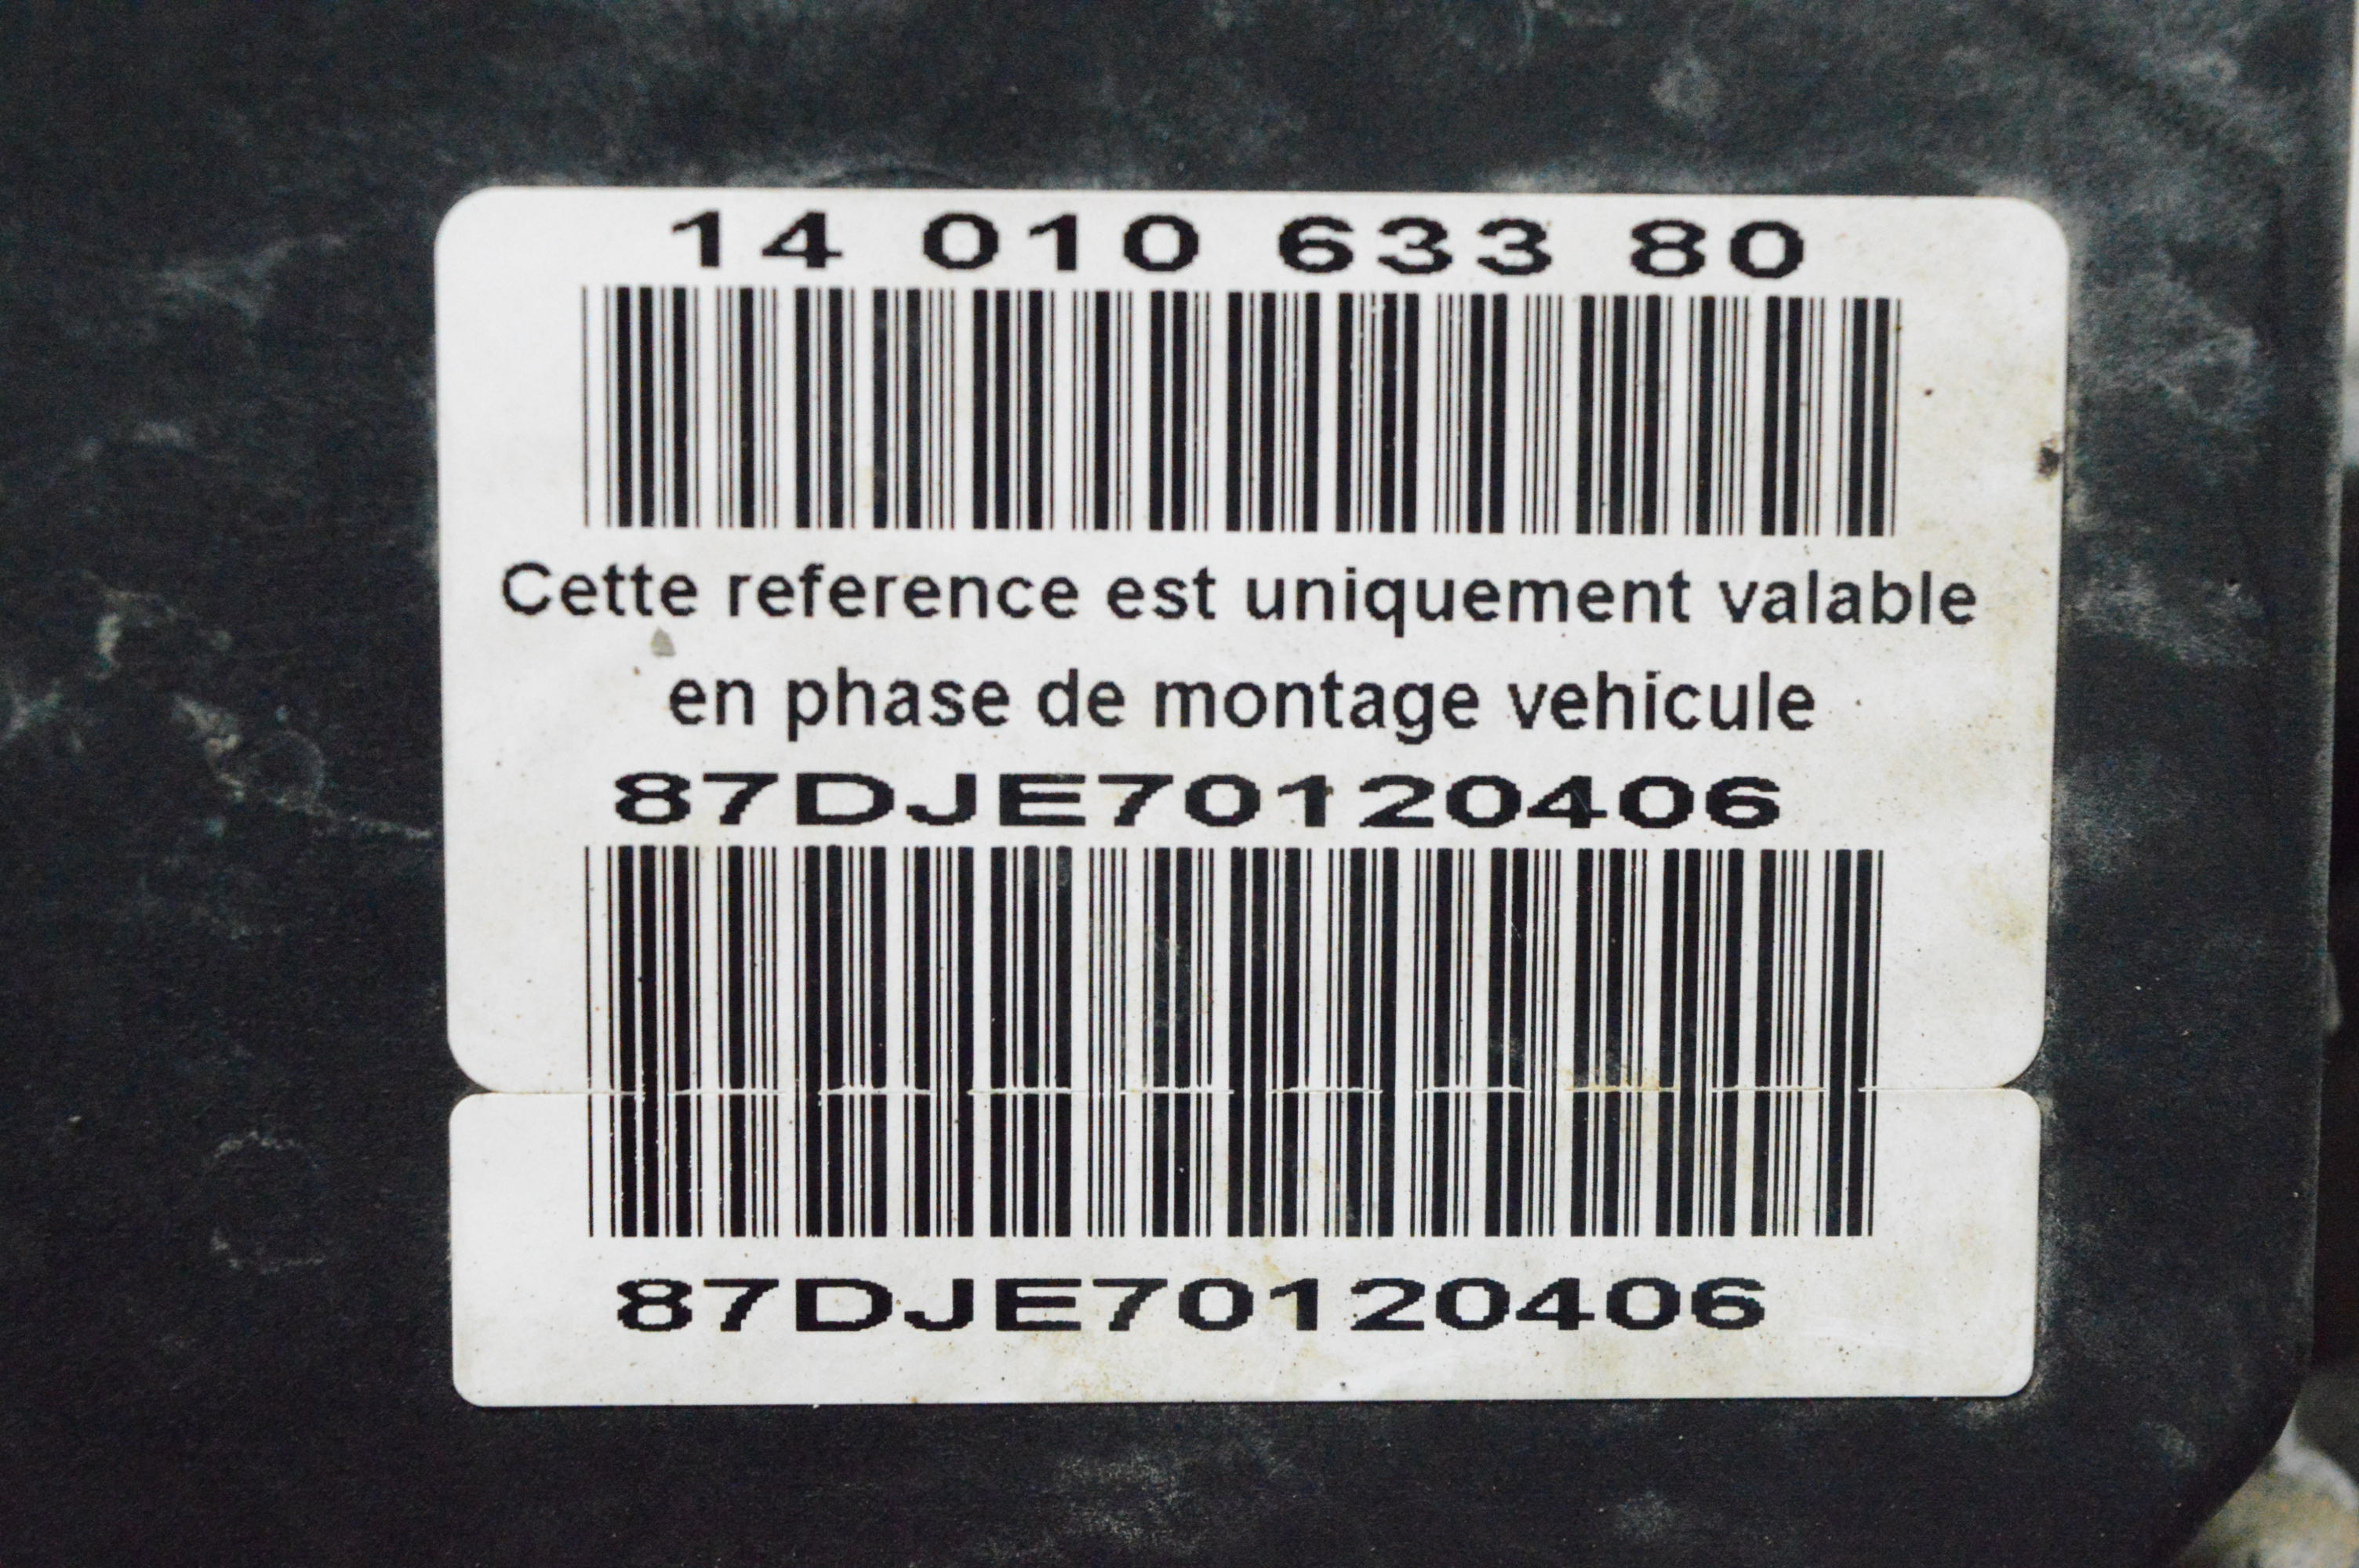 14 010 633 80
Cette reference est uniquement valable
en phase de montage vehicule
87DJE70120406
87DJE70120406